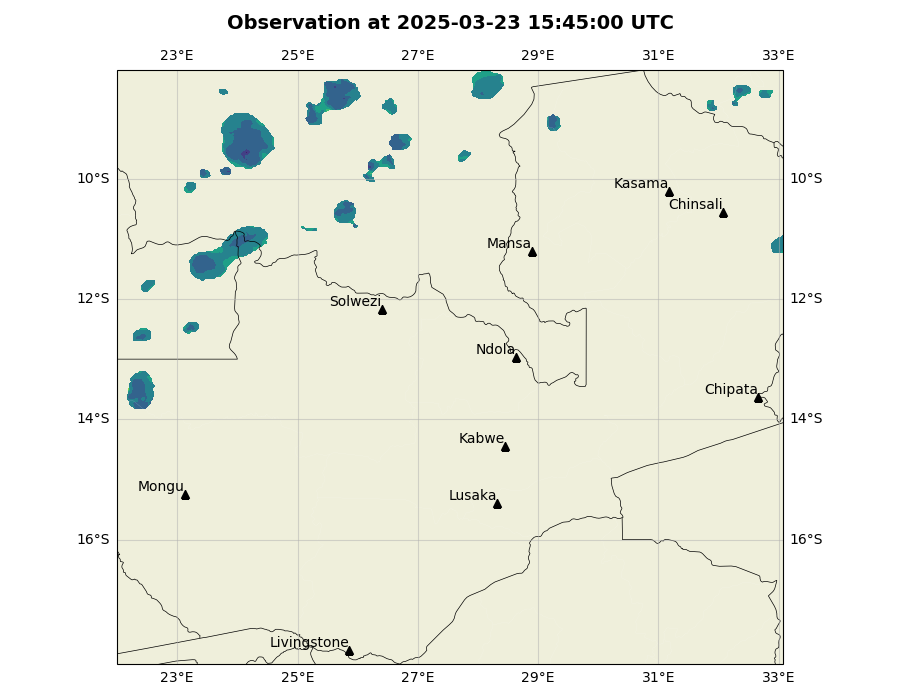 Observation at 2025-03-23 15:45:00 UTC
23°E 25°E 27°E 29°E 31°E 33°E
10°S 10°S
Kasama
Chinsali
Mansa
12°S 12°S
Solwezi
Ndola
Chipata
14°S 14°S
Kabwe
Mongu
Lusaka
16°S 16°S
Livingstone
23°E 25°E 27°E 29°E 31°E 33°E